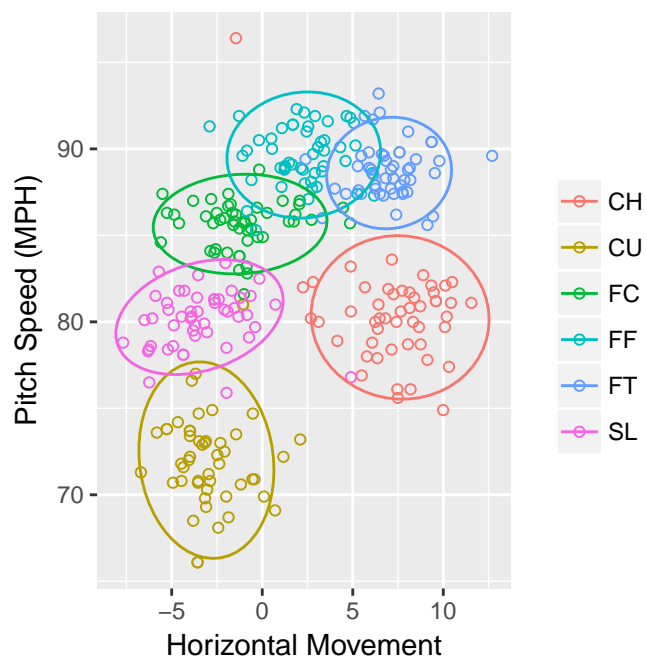 Pitch Speed (MPH)
90
80
70
−5
0
5
10
Horizontal Movement
CH
CU
FC
FF
FT
SL